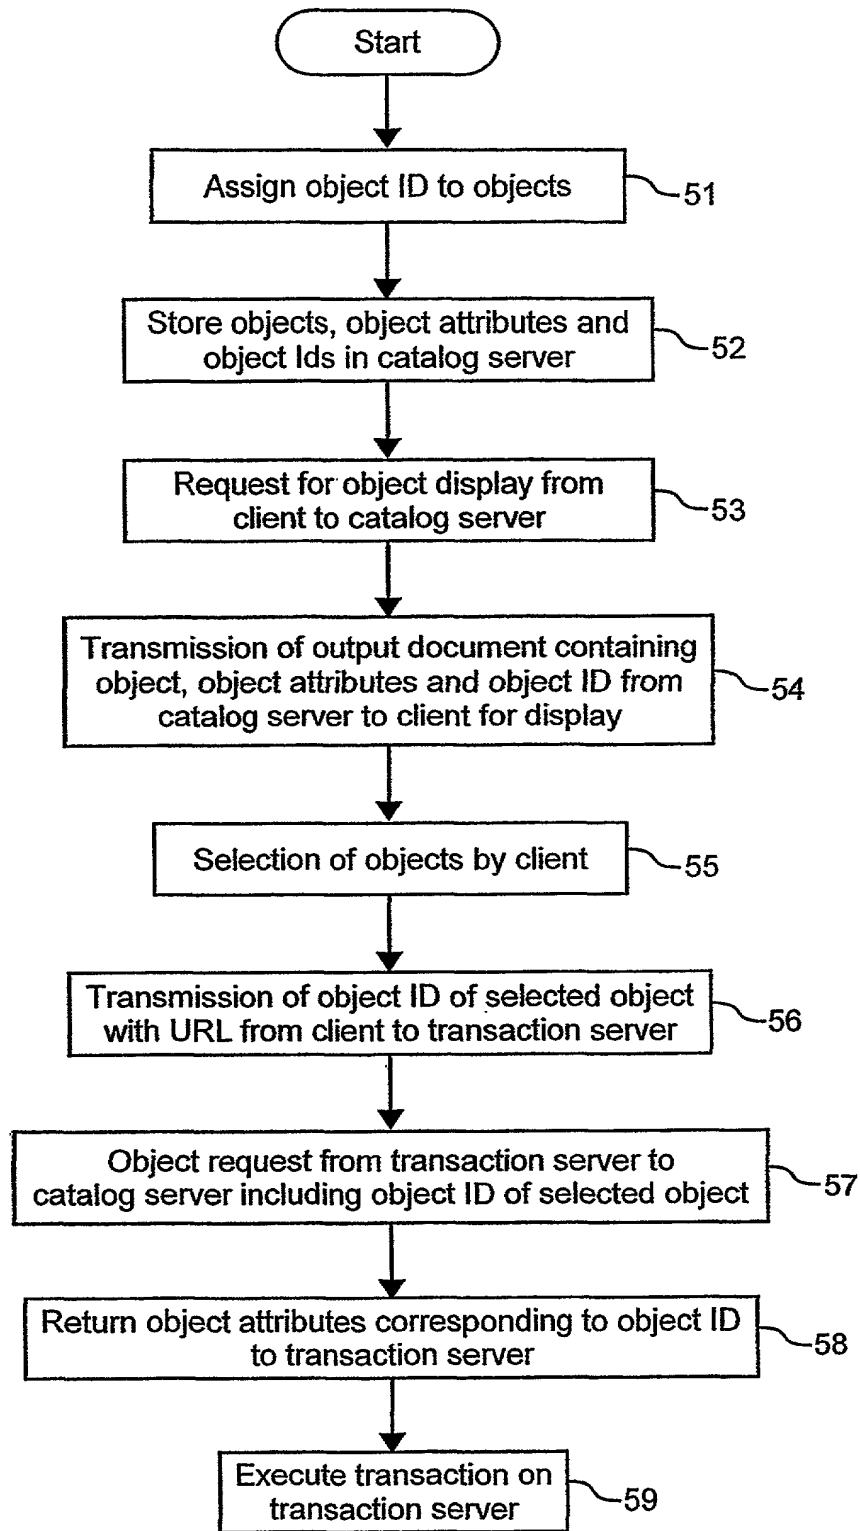 Start
Assign object ID to objects
51
Store objects, object attributes and
object Ids in catalog server
52
Request for object display from
client to catalog server
53
Transmission of output document containing
object, object attributes and object ID from
catalog server to client for display
54
Selection of objects by client
55
Transmission of object ID of selected object
with URL from client to transaction server
56
Object request from transaction server to
catalog server including object ID of selected object
57
Return object attributes corresponding to object ID
to transaction server
58
Execute transaction on
transaction server
59